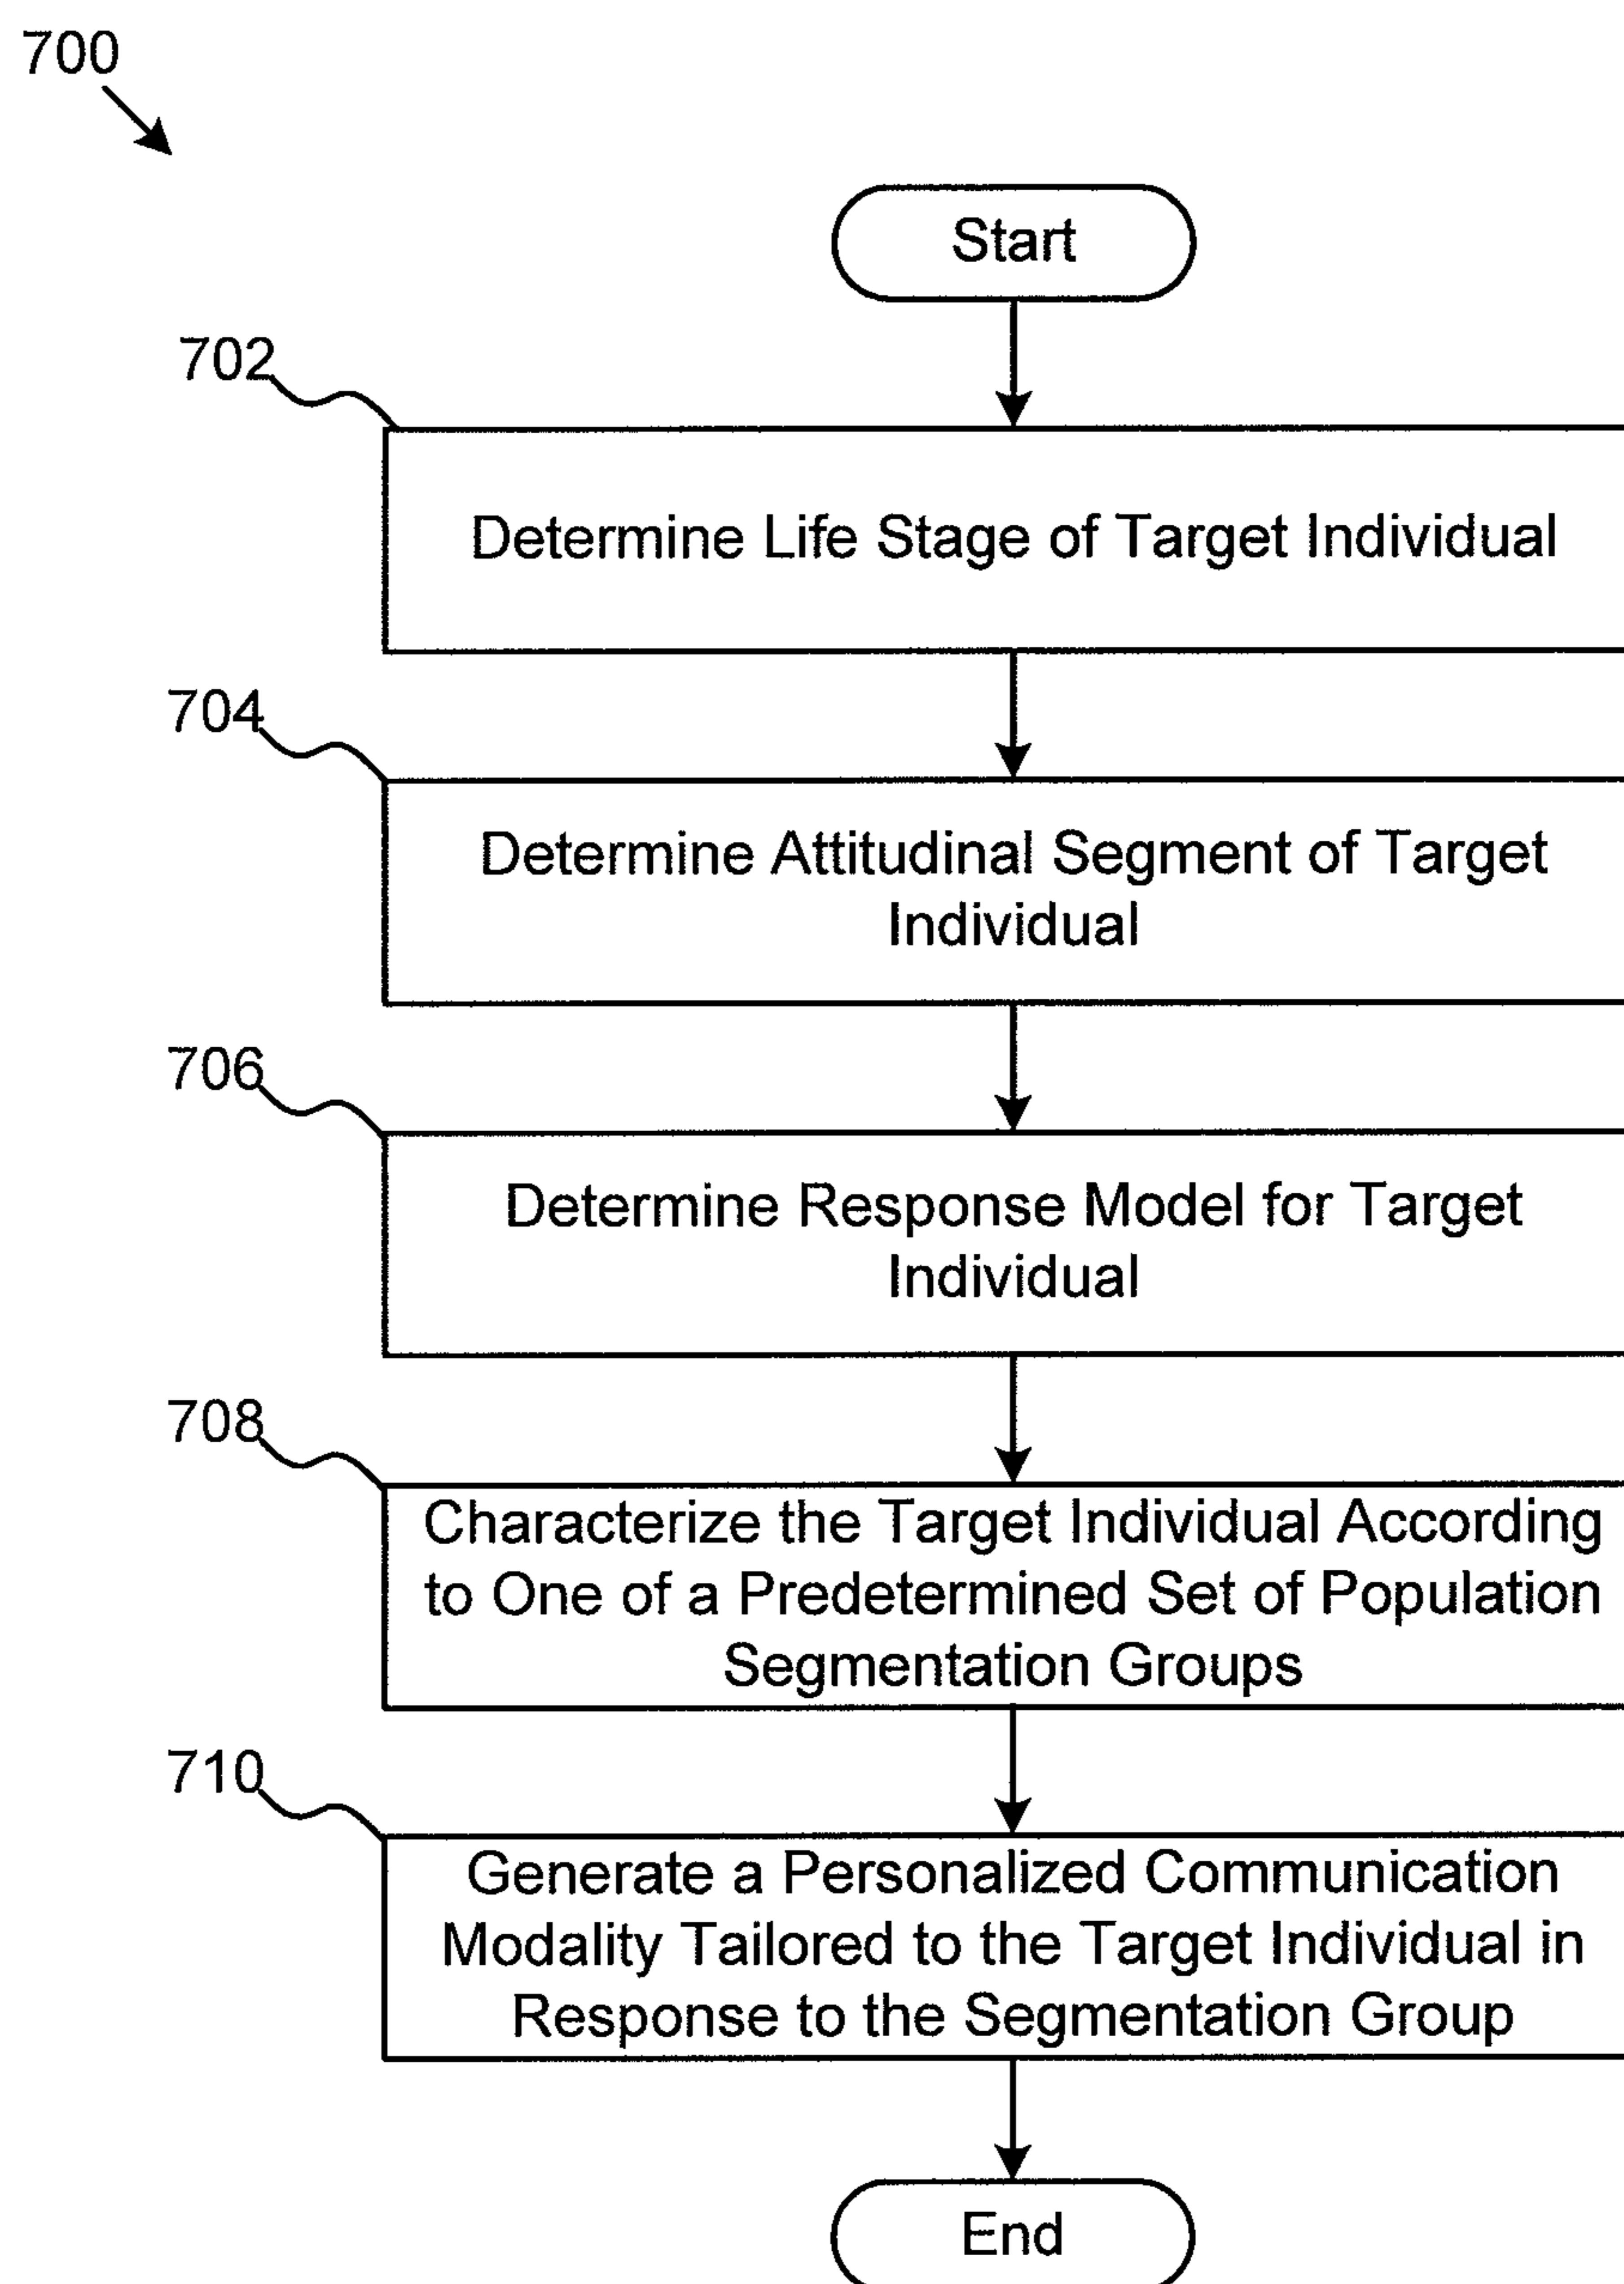 700
Start
702
Determine Life Stage of Target Individual
704
Determine Attitudinal Segment of Target
Individual
706
Determine Response Model for Target
Individual
708
Characterize the Target Individual According
to One of a Predetermined Set of Population
Segmentation Groups
710
Generate a Personalized Communication
Modality Tailored to the Target Individual in
Response to the Segmentation Group
End